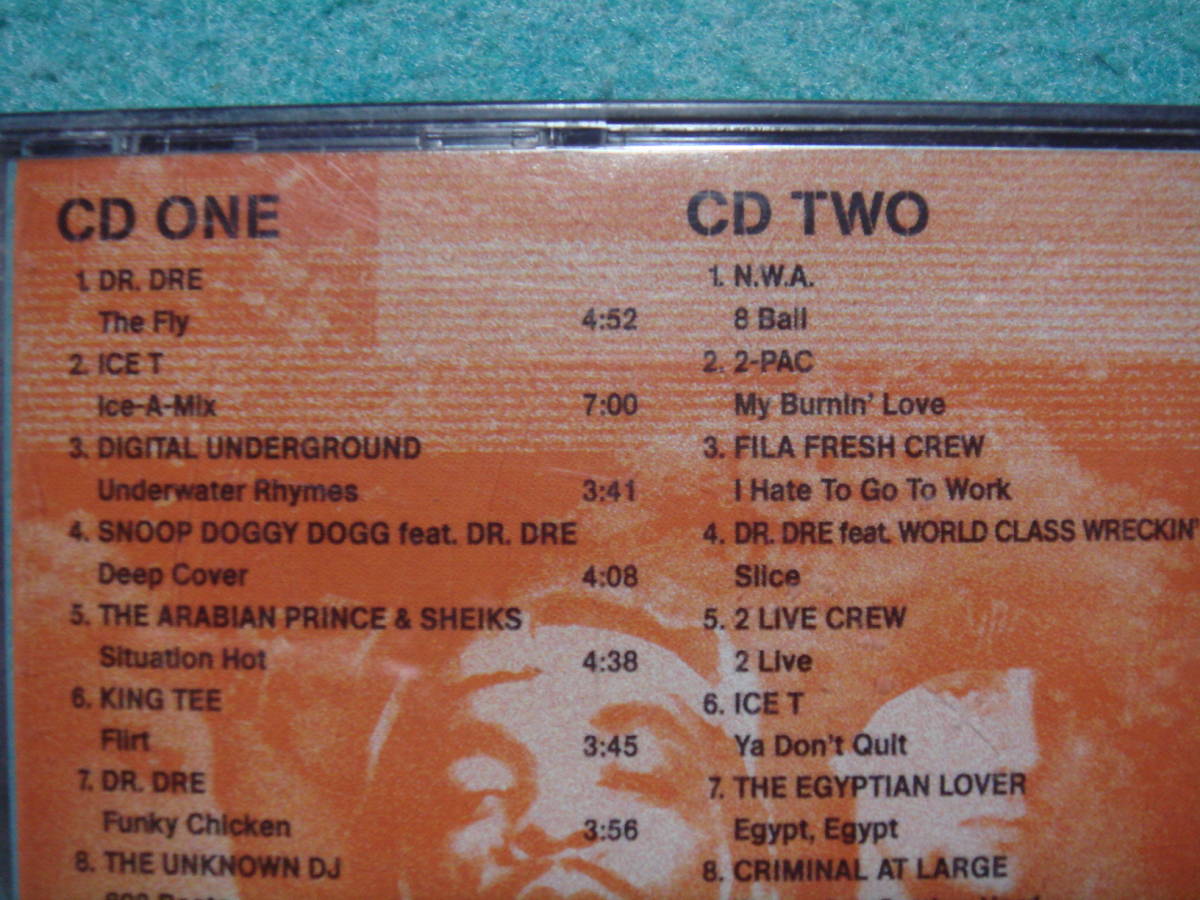 CD ONE
1. DR. DRE
The Fly 4:52
2. ICE T
Ice-A-Mix 7:00
3. DIGITAL UNDERGROUND
Underwater Rhymes 3:41
4. SNOOP DOGGY DOGG feat. DR. DRE
Deep Cover 4:08
5. THE ARABIAN PRINCE & SHEIKS
Situation Hot 4:38
6. KING TEE
Flirt 3:45
7. DR. DRE
Funky Chicken 3:56
8. THE UNKNOWN DJ
CD TWO
1. N.W.A.
8 Ball
2. 2-PAC
My Burnin' Love
3. FILA FRESH CREW
I Hate To Go To Work
4. DR. DRE feat. WORLD CLASS WRECKIN'
Slice
5. 2 LIVE CREW
2 Live
6. ICE T
Ya Don't Quit
7. THE EGYPTIAN LOVER
Egypt, Egypt
8. CRIMINAL AT LARGE